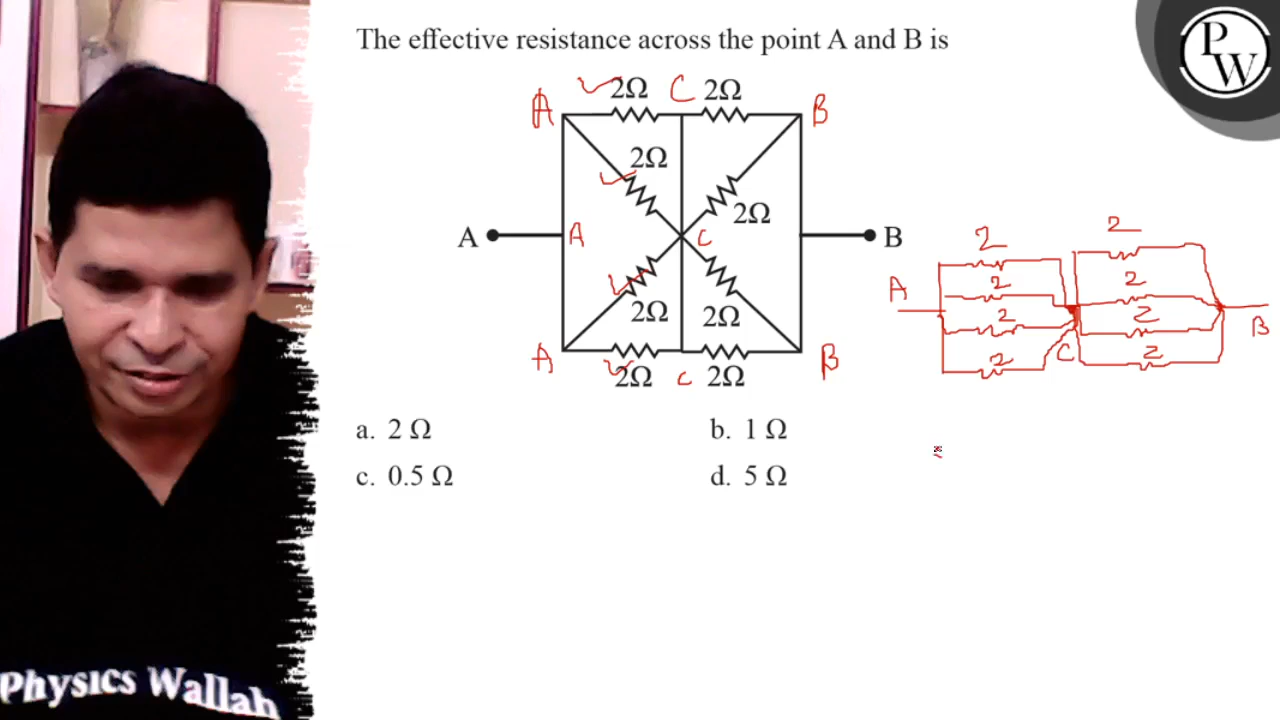 The effective resistance across the point A and B is
P
W
A 2Ω C 2Ω B
2Ω
2Ω
A A C B
2Ω 2Ω
A 2Ω C 2Ω B
2 2
A 2 2
2 2 B
2 C 2
a. 2 Ω b. 1 Ω
c. 0.5 Ω d. 5 Ω
Physics Wallah